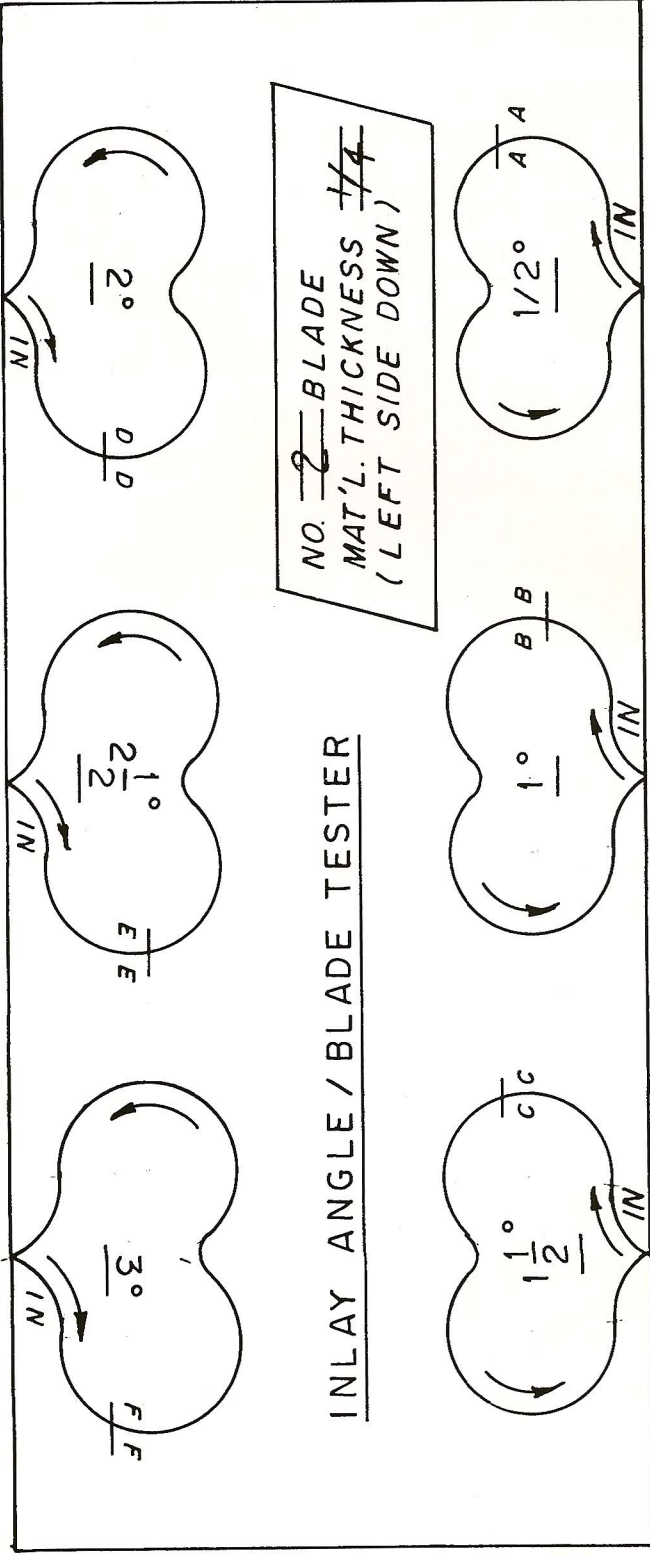 INLAY ANGLE / BLADE TESTER
NO. 2 BLADE
MAT'L. THICKNESS 1/4
(LEFT SIDE DOWN)
1/2°
IN
A A
1°
IN
B B
1 1/2°
IN
C C
2°
IN
D D
2 1/2°
IN
E E
3°
IN
F F